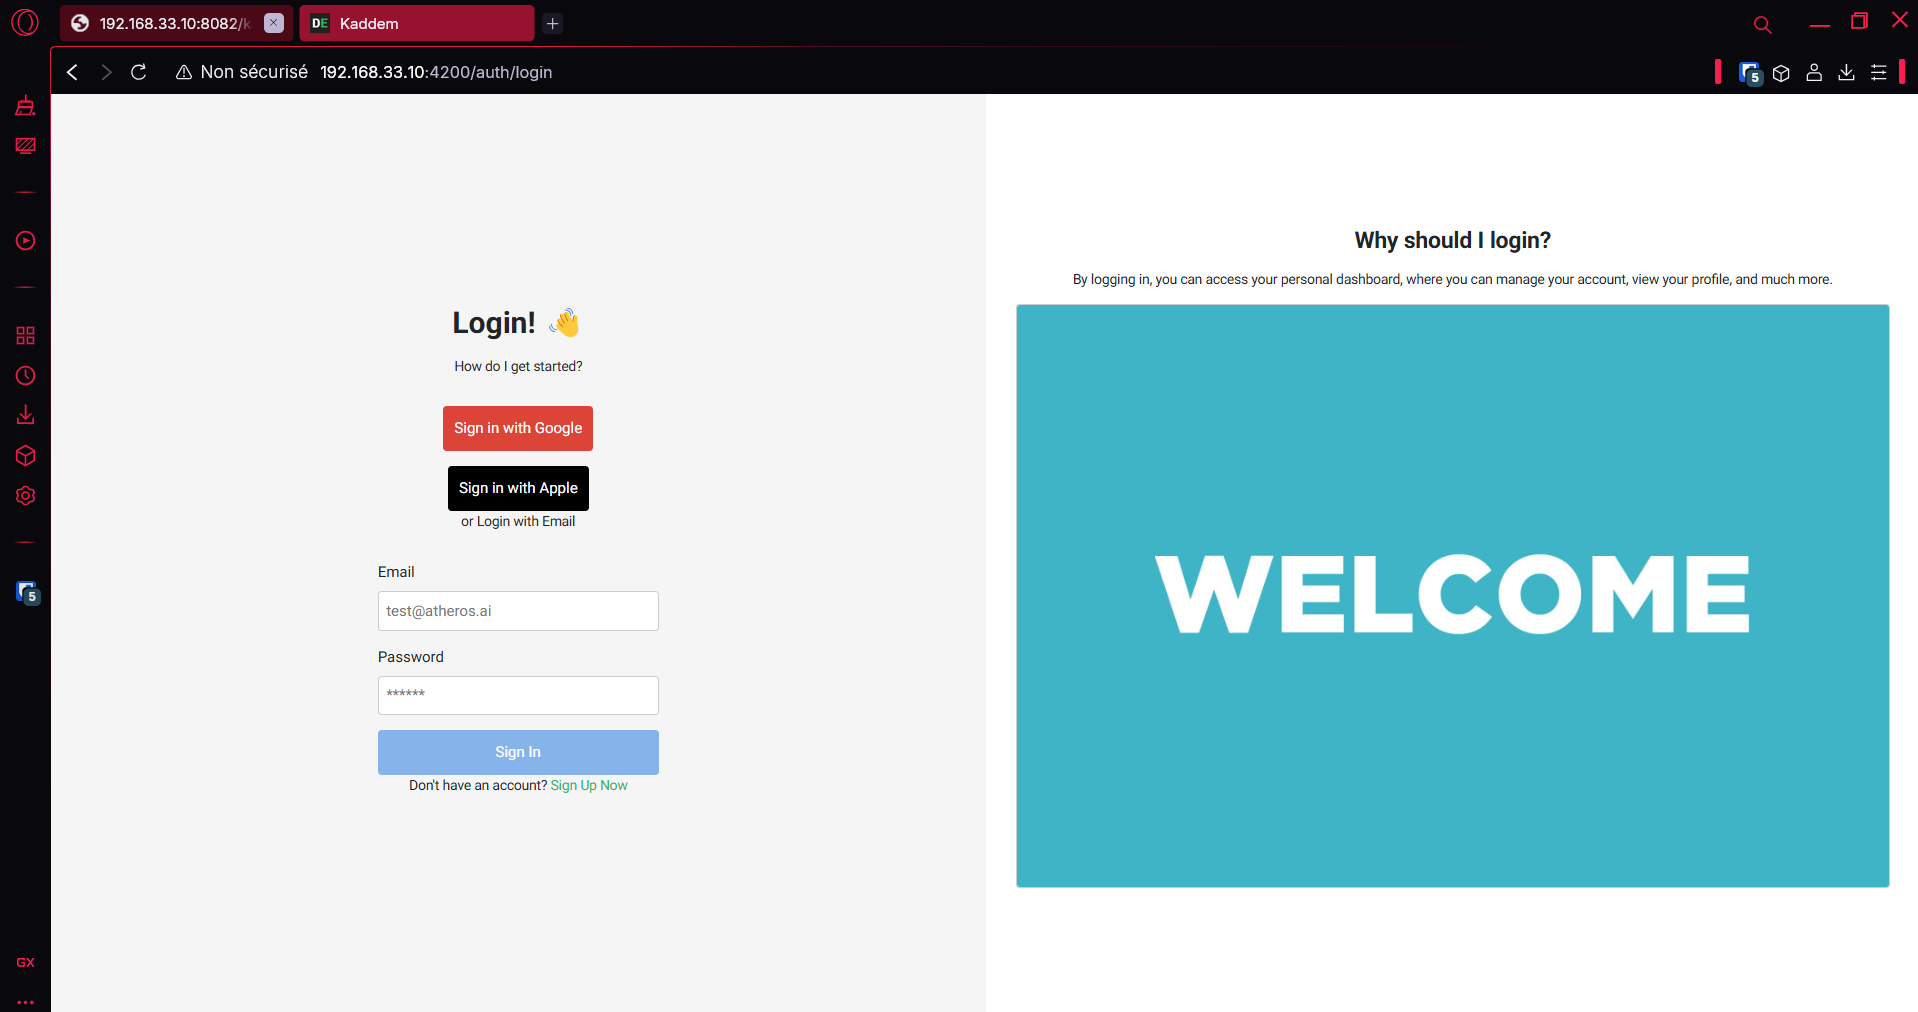 192.168.33.10:8082/k
DE Kaddem
Non sécurisé 192.168.33.10:4200/auth/login
5
5
GX
Login! 👋
How do I get started?
Sign in with Google
Sign in with Apple
or Login with Email
Email
test@atheros.ai
Password
******
Sign In
Don't have an account? Sign Up Now
Why should I login?
By logging in, you can access your personal dashboard, where you can manage your account, view your profile, and much more.
WELCOME